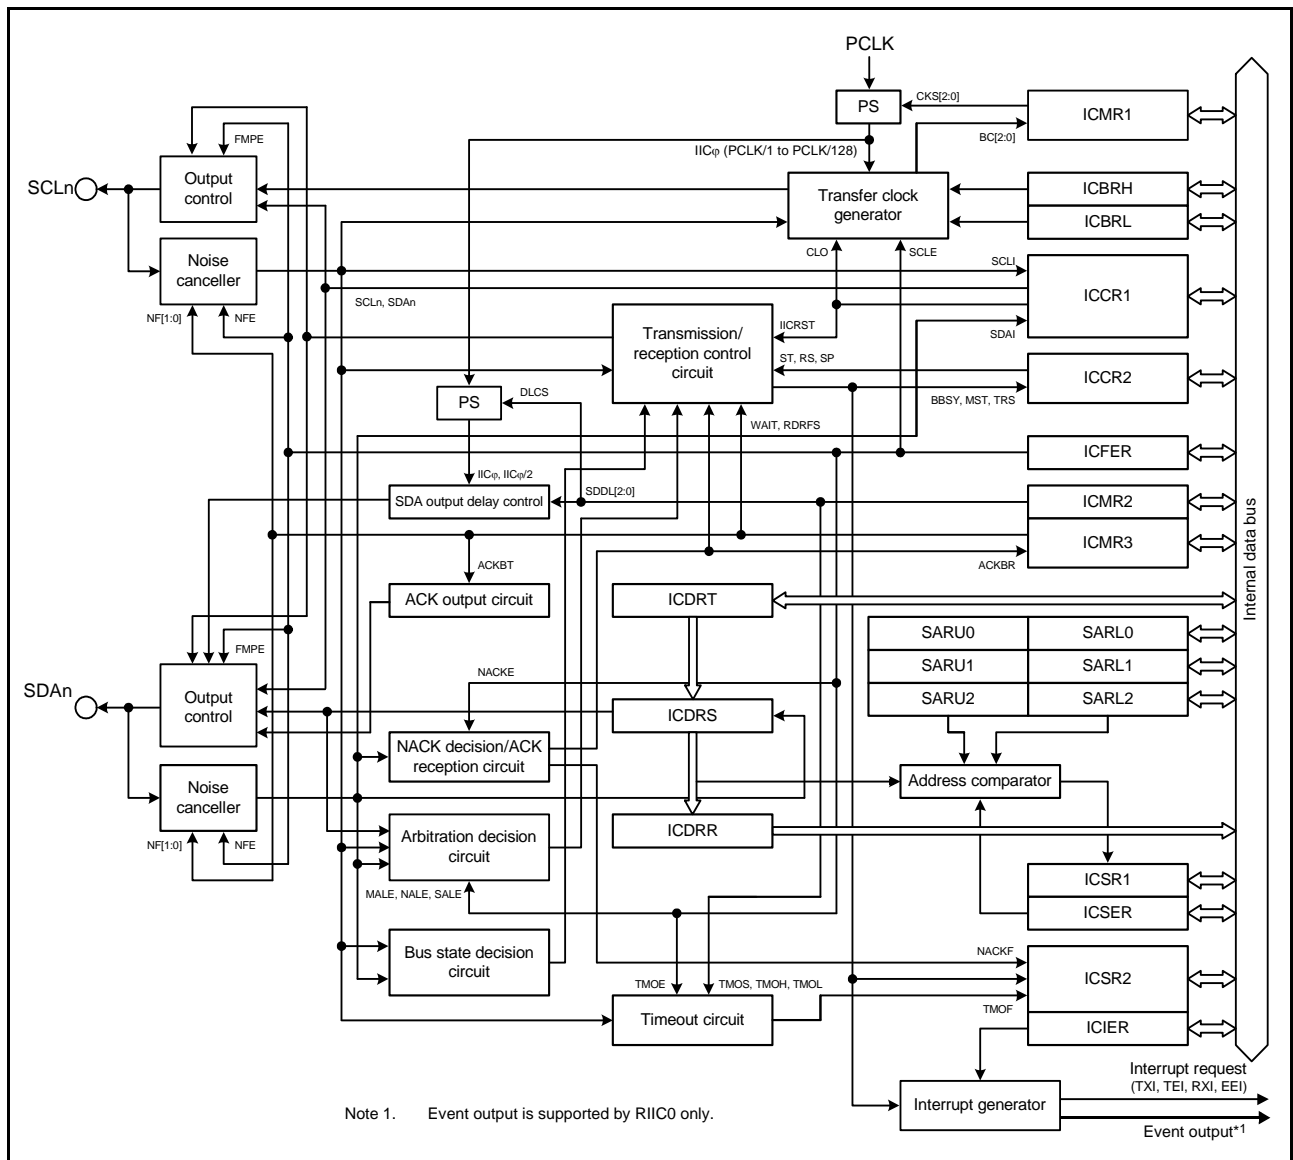 PCLK
PS
CKS[2:0]
ICMR1
BC[2:0]
IICφ (PCLK/1 to PCLK/128)
FMPE
SCLn
Output
control
Transfer clock
generator
ICBRH
ICBRL
Noise
canceller
CLO
SCLE
SCLI
ICCR1
SCLn, SDAn
NF[1:0]
NFE
Transmission/
reception control
circuit
IICRST
SDAI
ST, RS, SP
ICCR2
BBSY, MST, TRS
PS
DLCS
WAIT, RDRFS
ICFER
IICφ, IICφ/2
SDA output delay control
SDDL[2:0]
ICMR2
ICMR3
ACKBR
ACKBT
ACK output circuit
ICDRT
Internal data bus
SARU0
SARL0
SARU1
SARL1
SARU2
SARL2
FMPE
SDAn
Output
control
NACKE
ICDRS
NACK decision/ACK
reception circuit
Address comparator
Noise
canceller
ICDRR
Arbitration decision
circuit
NF[1:0]
NFE
MALE, NALE, SALE
ICSR1
ICSER
Bus state decision
circuit
NACKF
ICSR2
TMOE
TMOS, TMOH, TMOL
TMOF
Timeout circuit
ICIER
Interrupt request
(TXI, TEI, RXI, EEI)
Interrupt generator
Event output*1
Note 1. Event output is supported by RIIC0 only.